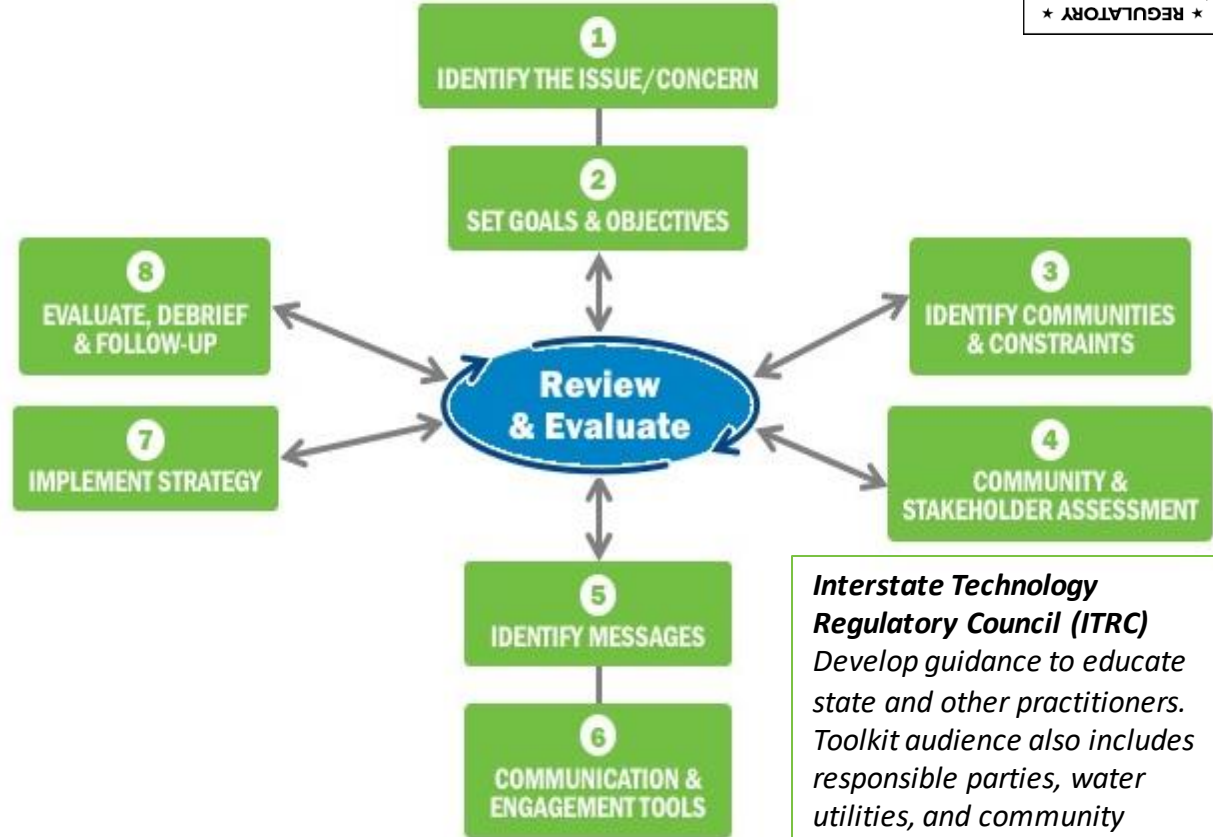 ★ REGULATORY ★
1
IDENTIFY THE ISSUE/CONCERN
2
SET GOALS & OBJECTIVES
8
EVALUATE, DEBRIEF
& FOLLOW-UP
3
IDENTIFY COMMUNITIES
& CONSTRAINTS
Review
& Evaluate
7
IMPLEMENT STRATEGY
4
COMMUNITY &
STAKEHOLDER ASSESSMENT
5
IDENTIFY MESSAGES
6
COMMUNICATION &
ENGAGEMENT TOOLS
Interstate Technology
Regulatory Council (ITRC)
Develop guidance to educate
state and other practitioners.
Toolkit audience also includes
responsible parties, water
utilities, and community